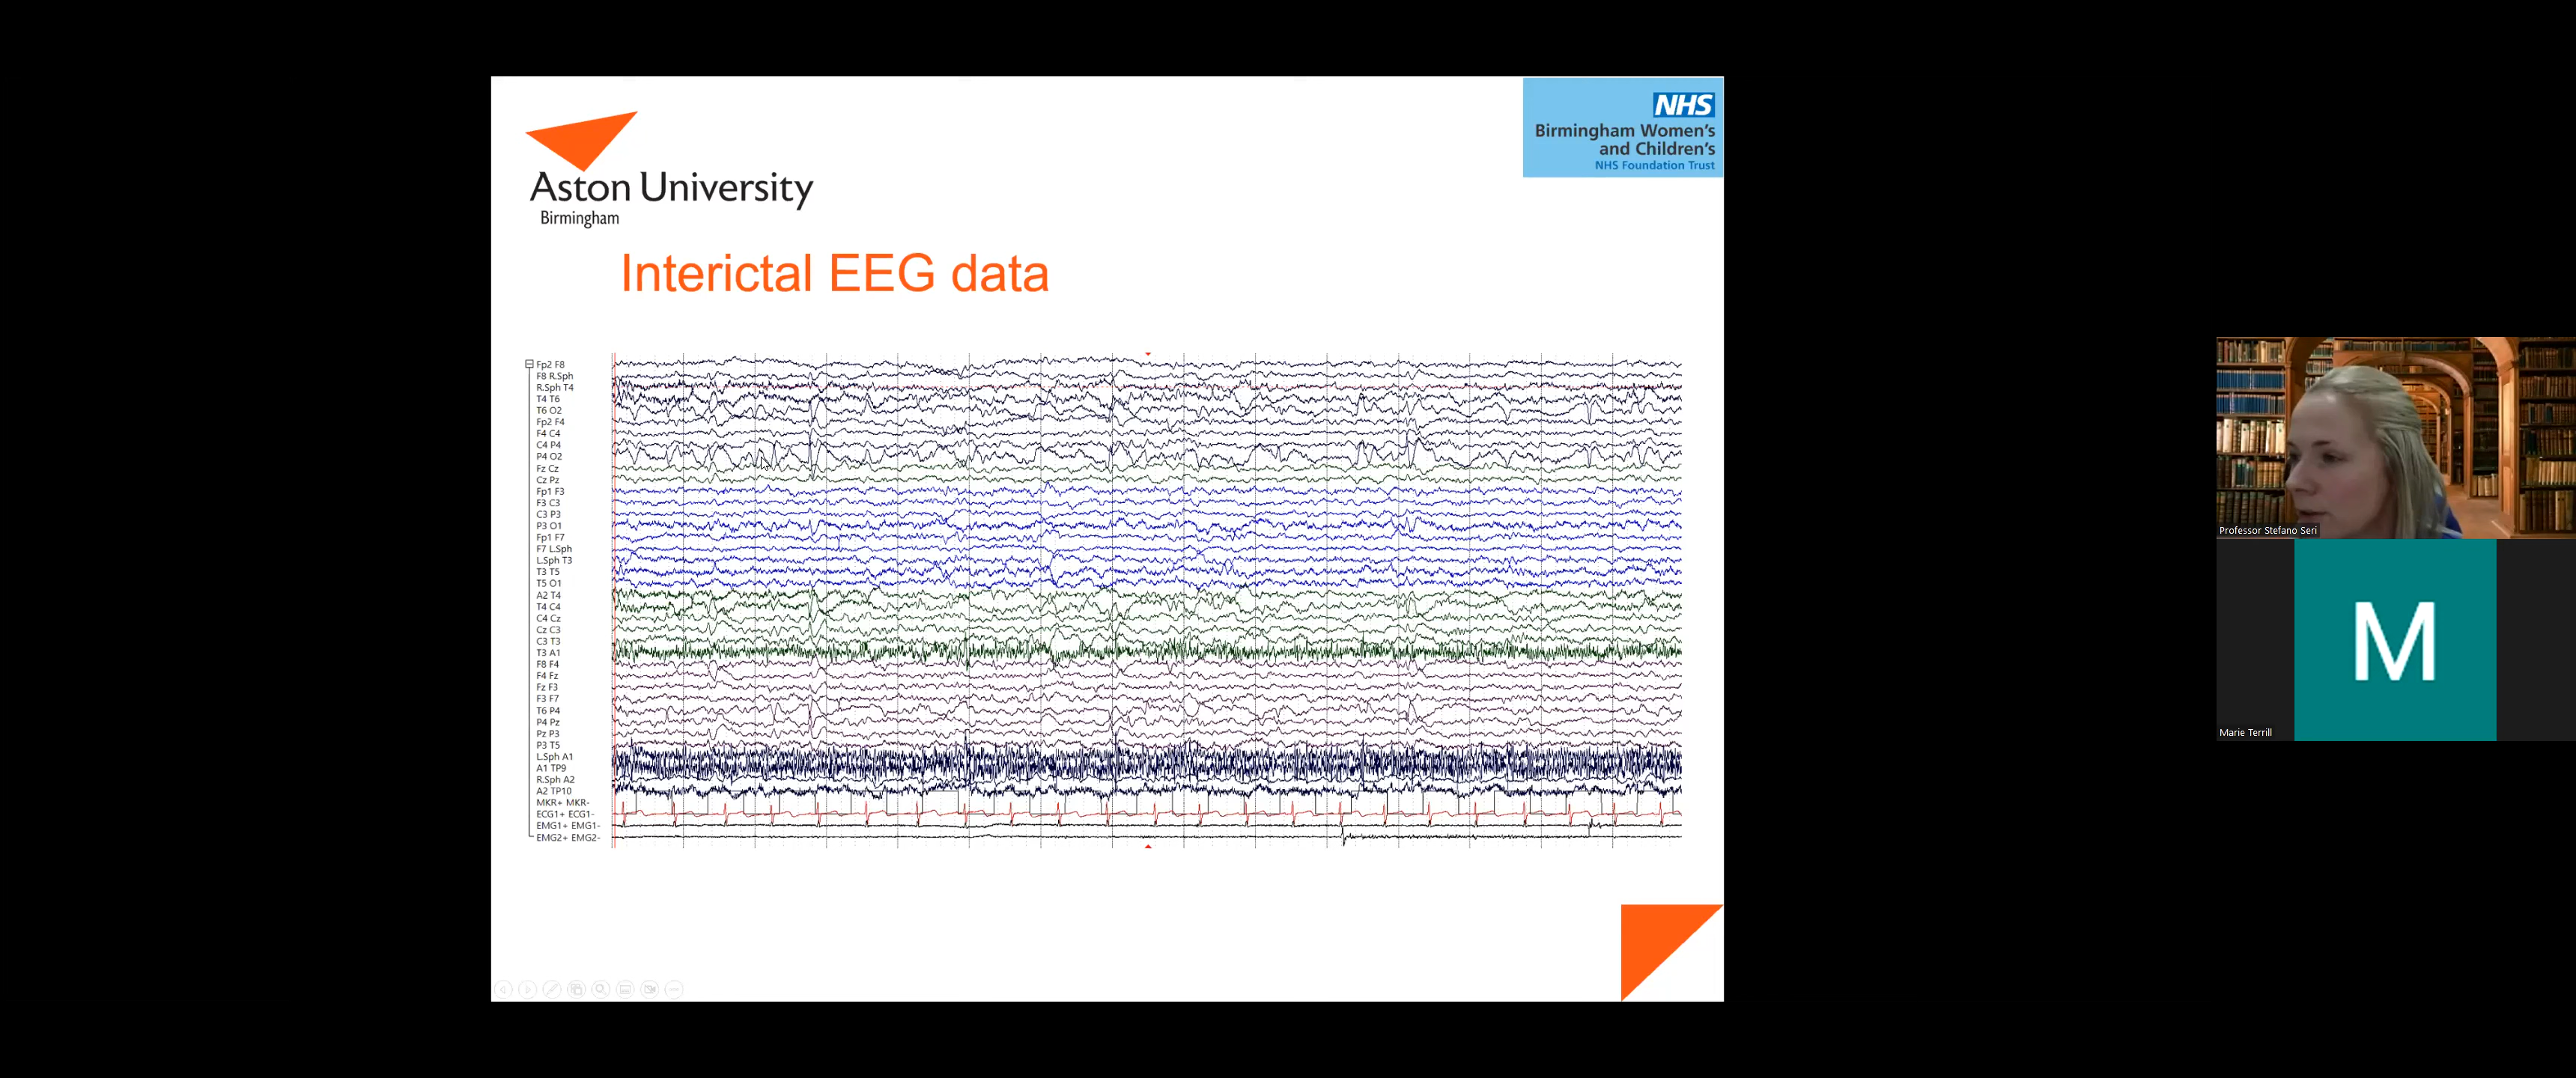 Aston University
Birmingham
NHS
Birmingham Women's
and Children's
NHS Foundation Trust
Interictal EEG data
Fp2 F8
F8 R.Sph
R.Sph T4
T4 T6
T6 O2
Fp2 F4
F4 C4
C4 P4
P4 O2
Fz Cz
Cz Pz
Fp1 F3
F3 C3
C3 P3
P3 O1
Fp1 F7
F7 L.Sph
L.Sph T3
T3 T5
T5 O1
A2 T4
T4 C4
C4 Cz
Cz C3
C3 T3
T3 A1
F8 F4
F4 Fz
Fz F3
F3 F7
T6 P4
P4 Pz
Pz P3
P3 T5
L.Sph A1
A1 TP9
R.Sph A2
A2 TP10
MKR+ MKR-
ECG1+ ECG1-
EMG1+ EMG1-
EMG2+ EMG2-
Professor Stefano Seri
M
Marie Terrill